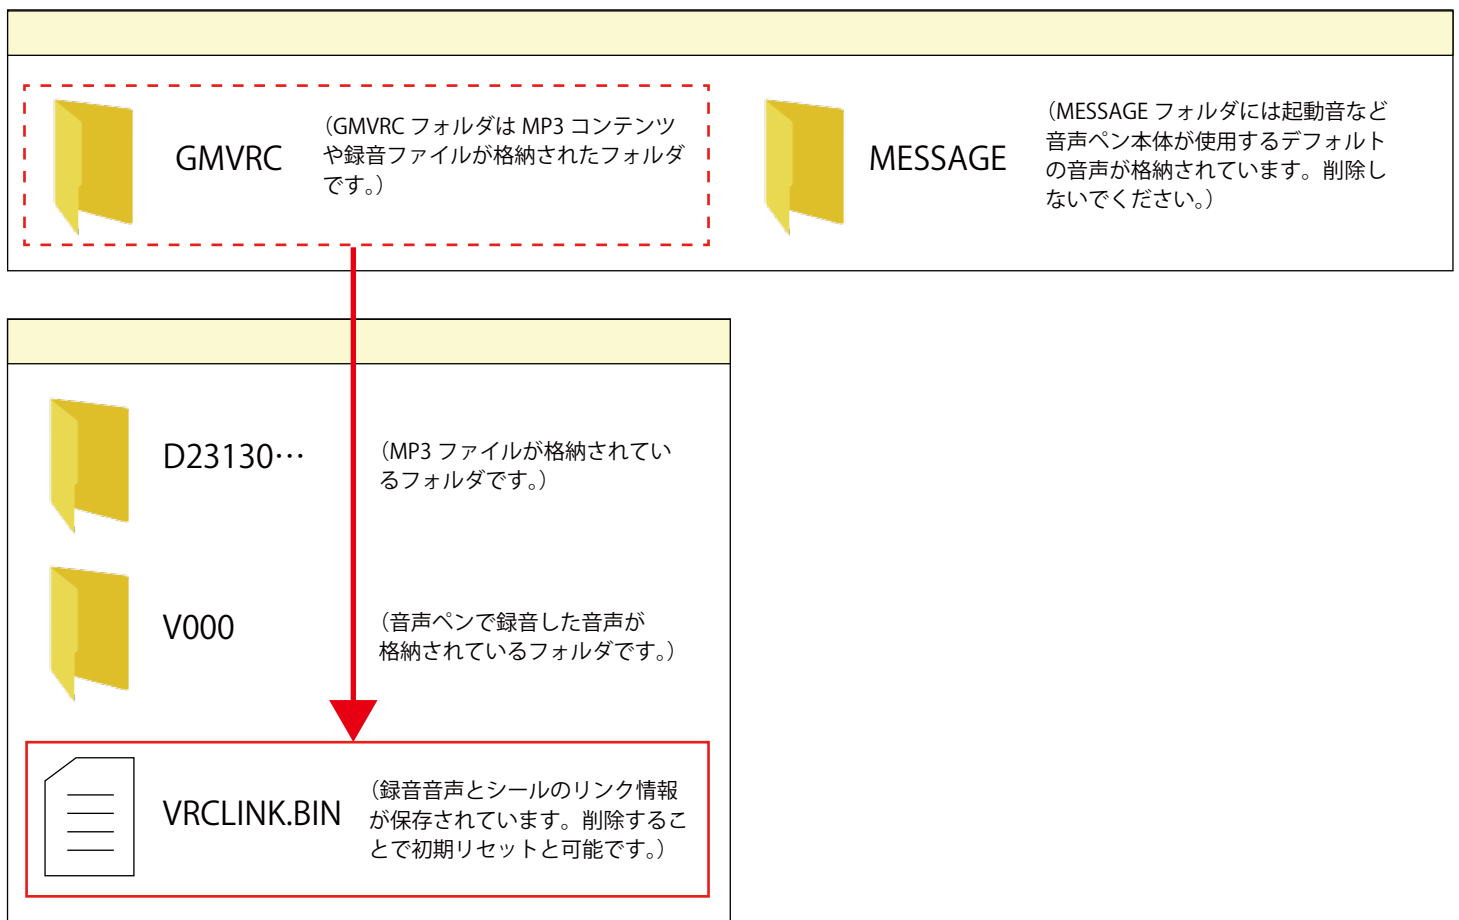 GMVRC
（GMVRC フォルダは MP3 コンテンツ
や録音ファイルが格納されたフォルダ
です。）
MESSAGE
（MESSAGE フォルダには起動音など
音声ペン本体が使用するデフォルト
の音声が格納されています。削除し
ないでください。）
D23130…
（MP3 ファイルが格納されてい
るフォルダです。）
V000
（音声ペンで録音した音声が
格納されているフォルダです。）
VRCLINK.BIN
（録音音声とシールのリンク情報
が保存されています。削除するこ
とで初期リセットと可能です。）